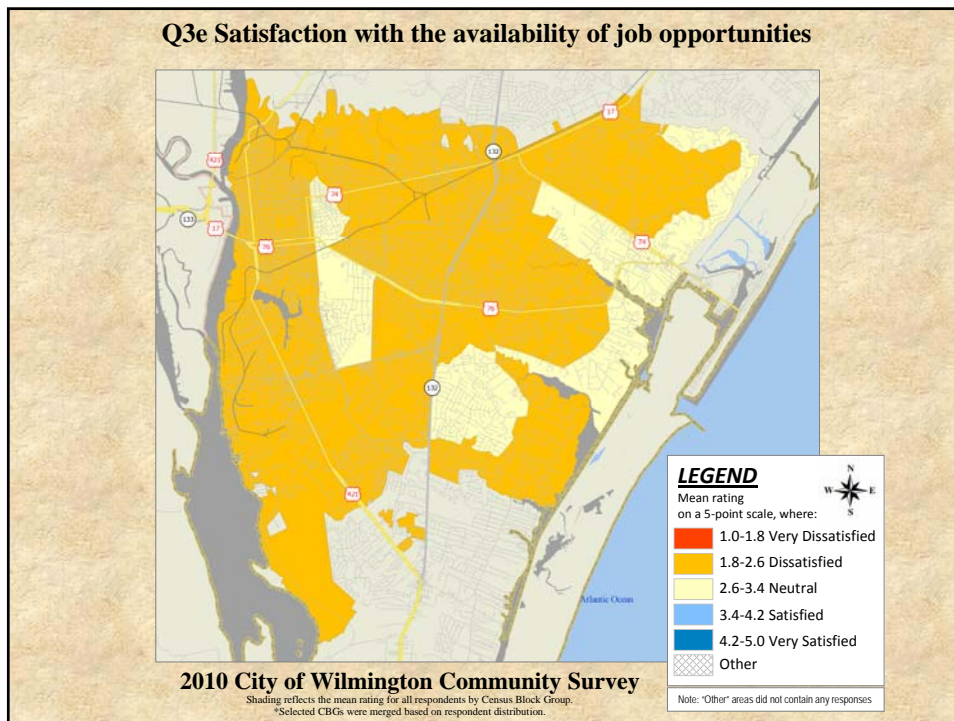 Q3e Satisfaction with the availability of job opportunities
17
132
421
74
133
17
74
76
76
132
421
LEGEND
N
W E
S
Mean rating
on a 5-point scale, where:
1.0-1.8 Very Dissatisfied
1.8-2.6 Dissatisfied
2.6-3.4 Neutral
3.4-4.2 Satisfied
4.2-5.0 Very Satisfied
Other
Atlantic Ocean
2010 City of Wilmington Community Survey
Shading reflects the mean rating for all respondents by Census Block Group.
*Selected CBGs were merged based on respondent distribution.
Note: "Other" areas did not contain any responses